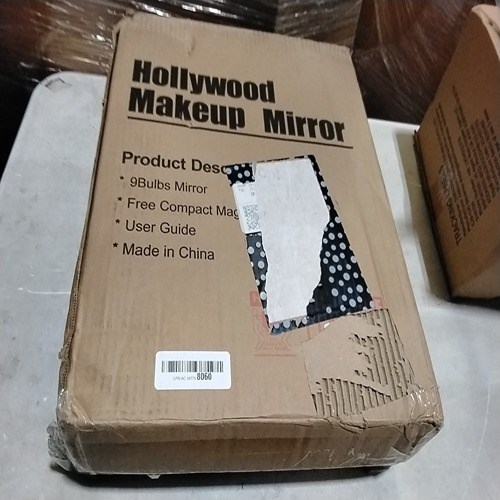 Hollywood
Makeup Mirror
Product Desc
* 9Bulbs Mirror
* Free Compact Mag
* User Guide
* Made in China
8060